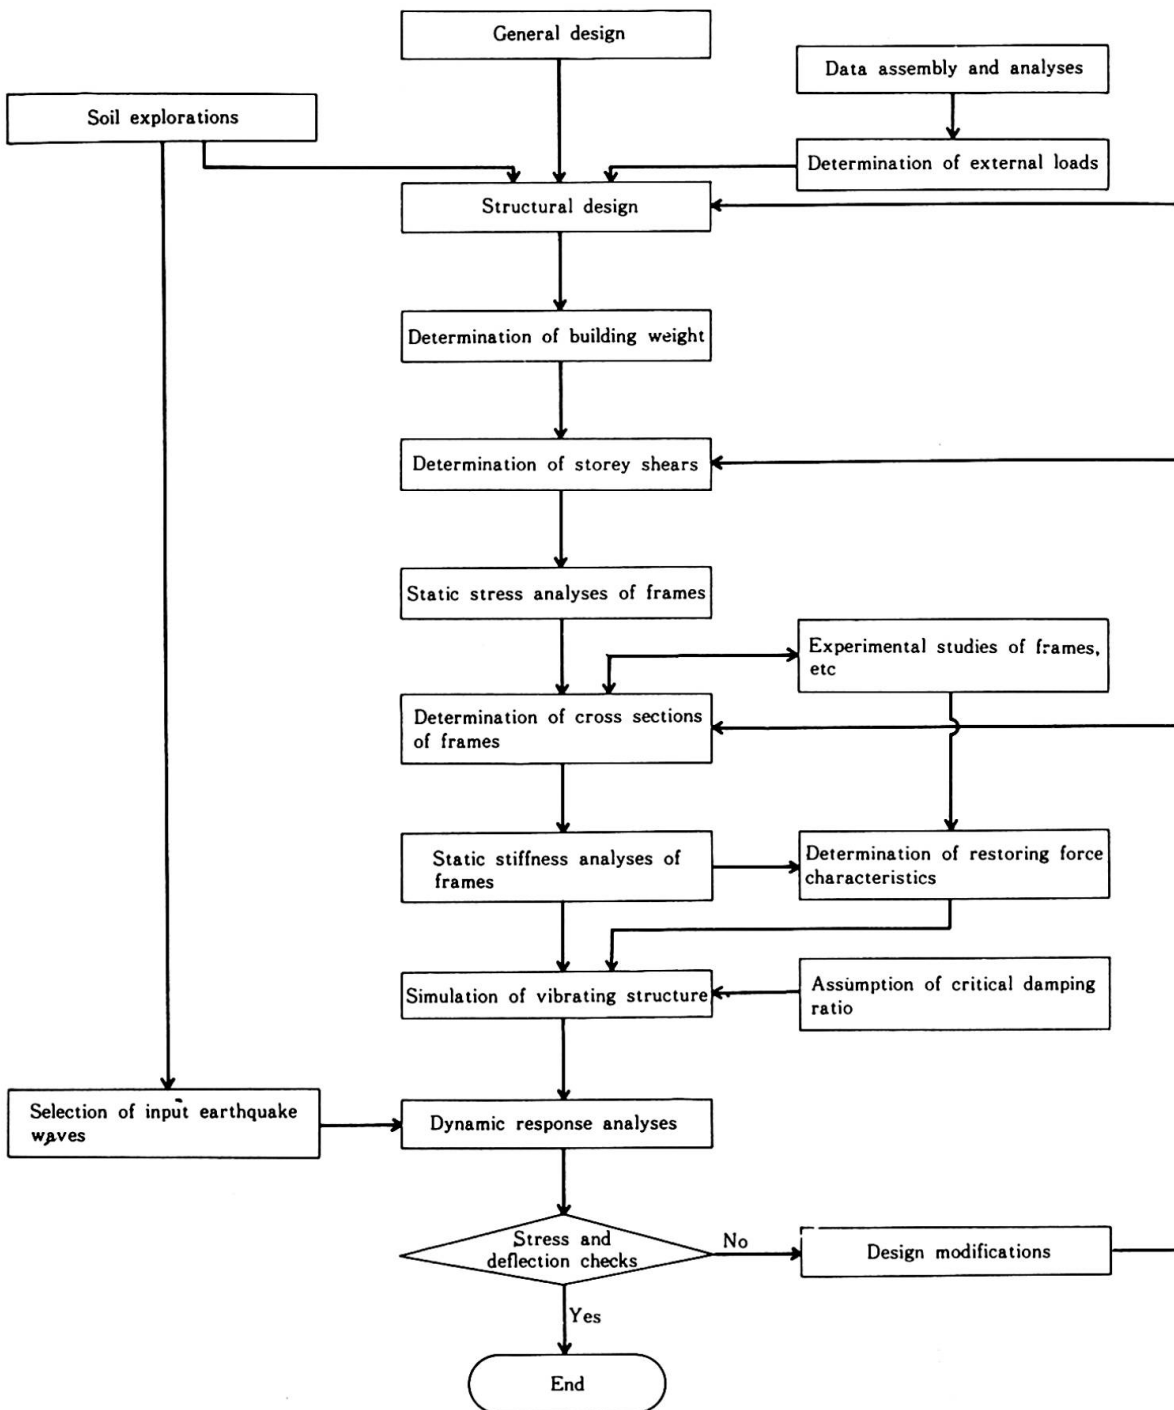 General design
Data assembly and analyses
Soil explorations
Determination of external loads
Structural design
Determination of building weight
Determination of storey shears
Static stress analyses of frames
Experimental studies of frames,
etc
Determination of cross sections
of frames
Static stiffness analyses of
frames
Determination of restoring force
characteristics
Simulation of vibrating structure
Assumption of critical damping
ratio
Selection of input earthquake
waves
Dynamic response analyses
Stress and
deflection checks
No
Design modifications
Yes
End